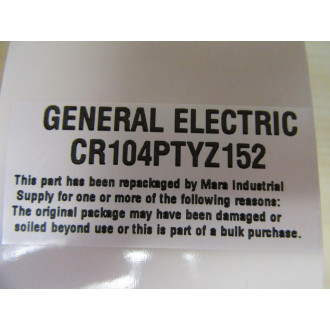 GENERAL ELECTRIC
CR104PTYZ152
This part has been repackaged by Mara Industrial
Supply for one or more of the following reasons:
The original package may have been damaged or
soiled beyond use or this is part of a bulk purchase.